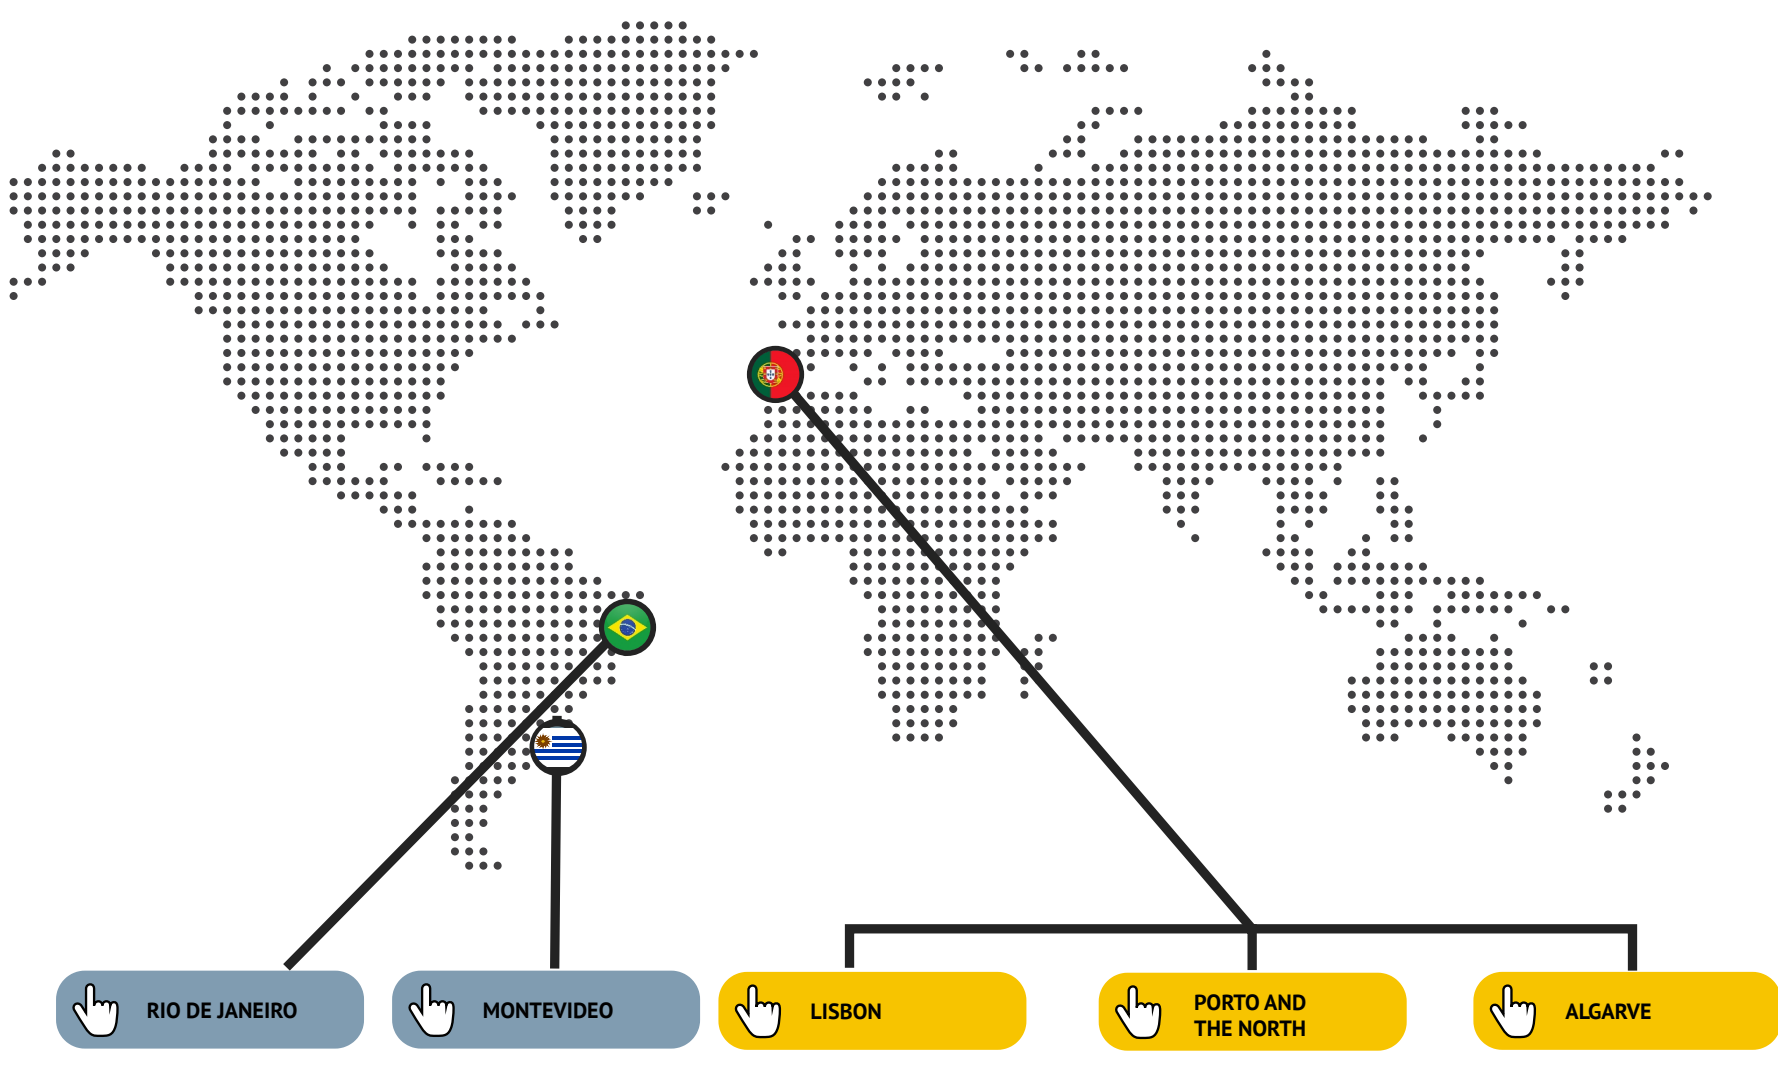 RIO DE JANEIRO
MONTEVIDEO
LISBON
PORTO AND
THE NORTH
ALGARVE